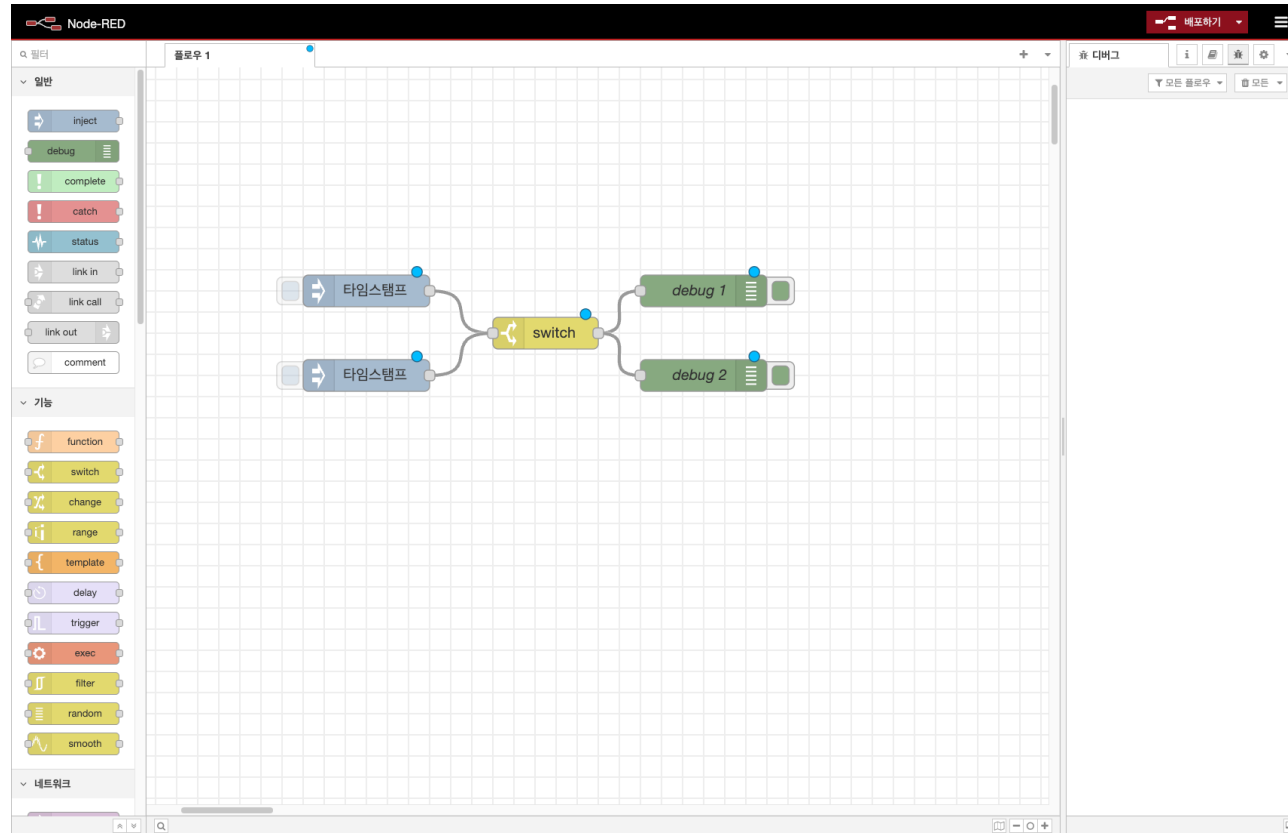 Node-RED
배포하기
필터
플로우 1
디버그
모든 플로우
모든
일반
inject
debug
complete
catch
status
link in
link call
link out
comment
기능
function
switch
change
range
template
delay
trigger
exec
filter
random
smooth
네트워크
타임스탬프
타임스탬프
switch
debug 1
debug 2